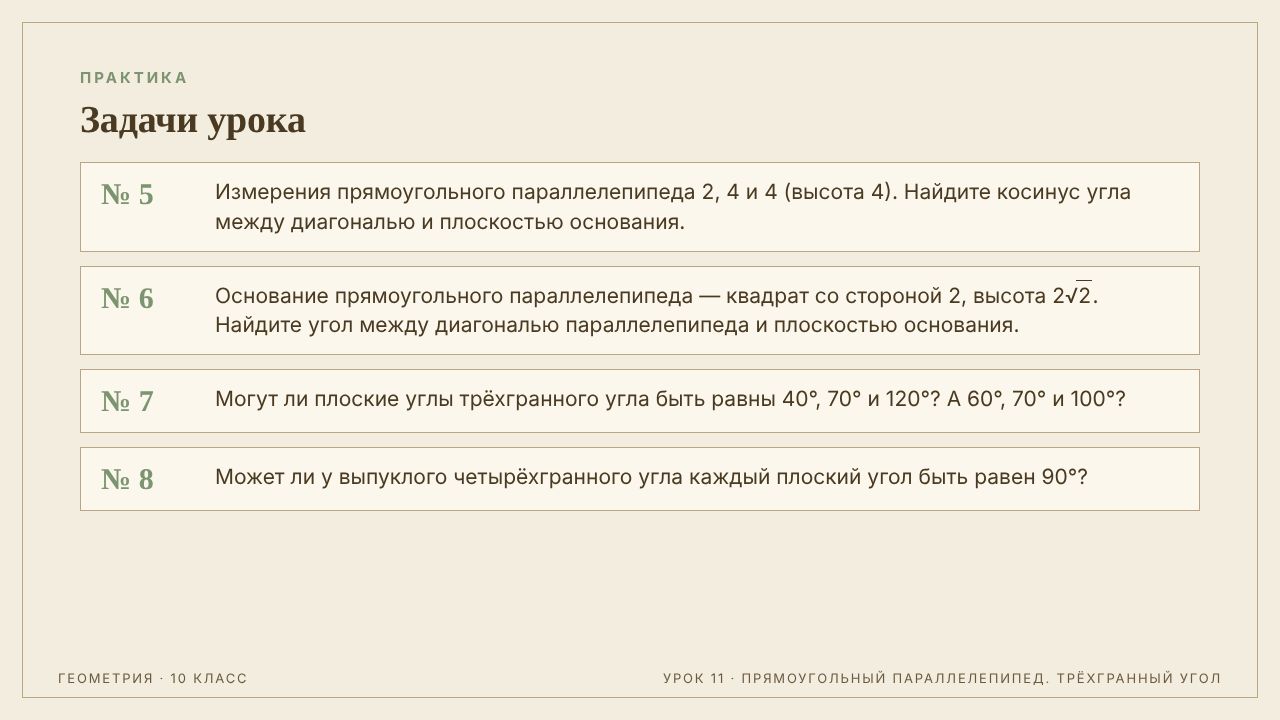 ПРАКТИКА
Задачи урока
№ 5
Измерения прямоугольного параллелепипеда 2, 4 и 4 (высота 4). Найдите косинус угла
между диагональю и плоскостью основания.
№ 6
Основание прямоугольного параллелепипеда — квадрат со стороной 2, высота 2√2.
Найдите угол между диагональю параллелепипеда и плоскостью основания.
№ 7
Могут ли плоские углы трёхгранного угла быть равны 40°, 70° и 120°? А 60°, 70° и 100°?
№ 8
Может ли у выпуклого четырёхгранного угла каждый плоский угол быть равен 90°?
ГЕОМЕТРИЯ · 10 КЛАСС
УРОК 11 · ПРЯМОУГОЛЬНЫЙ ПАРАЛЛЕЛЕПИПЕД. ТРЁХГРАННЫЙ УГОЛ